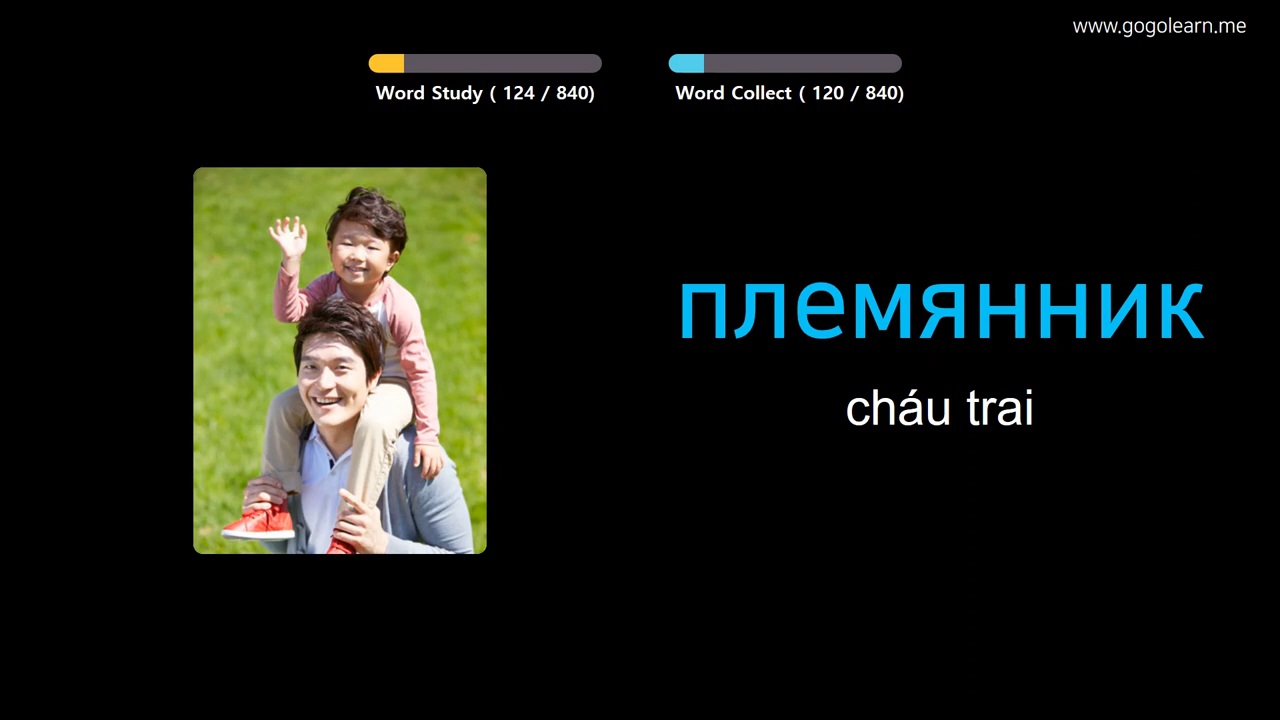 www.gogolearn.me
Word Study ( 124 / 840)
Word Collect ( 120 / 840)
племянник
cháu trai